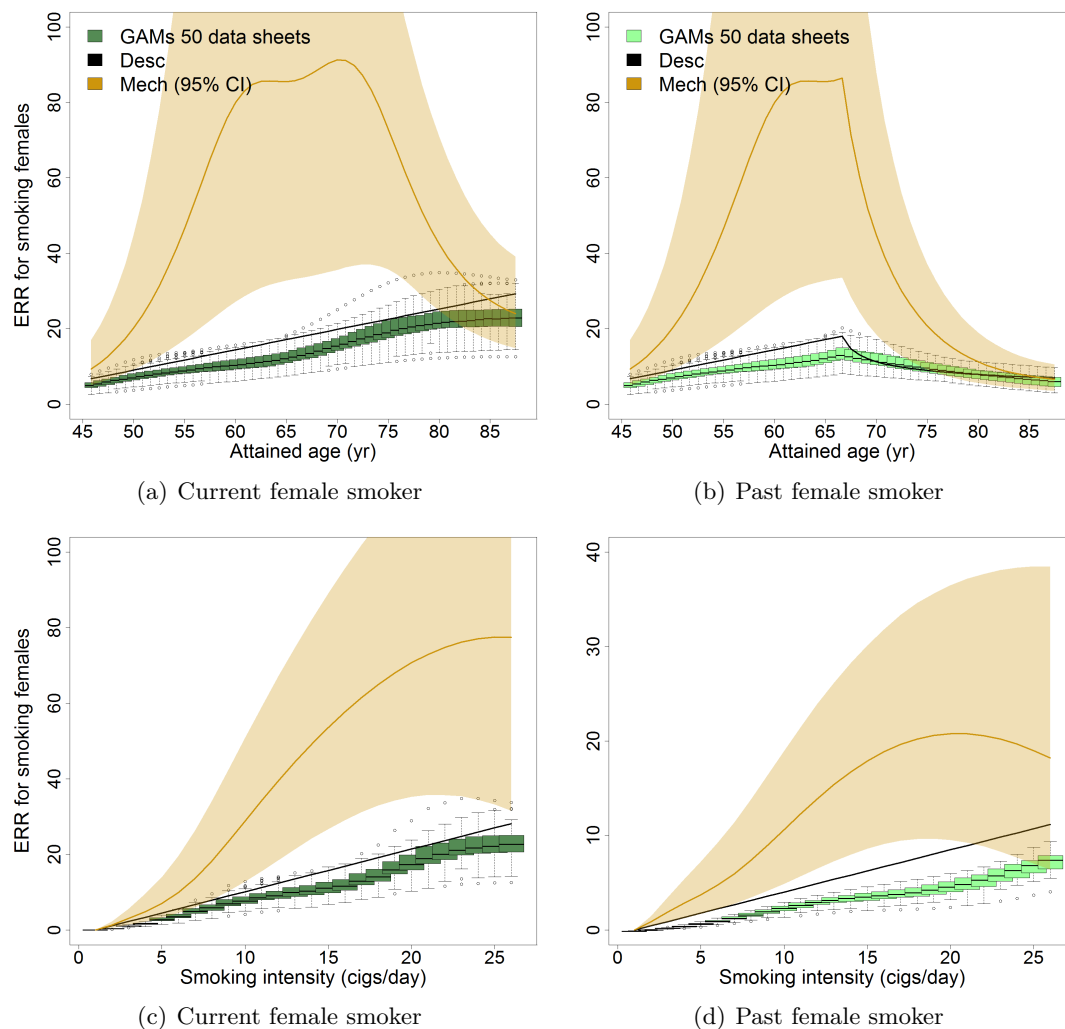 GAMs 50 data sheets
Desc
Mech (95% CI)
ERR for smoking females
0 20 40 60 80 100
45 50 55 60 65 70 75 80 85
Attained age (yr)
(a) Current female smoker
GAMs 50 data sheets
Desc
Mech (95% CI)
0 20 40 60 80 100
45 50 55 60 65 70 75 80 85
Attained age (yr)
(b) Past female smoker
ERR for smoking females
0 20 40 60 80 100
0 5 10 15 20 25
Smoking intensity (cigs/day)
(c) Current female smoker
0 10 20 30 40
0 5 10 15 20 25
Smoking intensity (cigs/day)
(d) Past female smoker